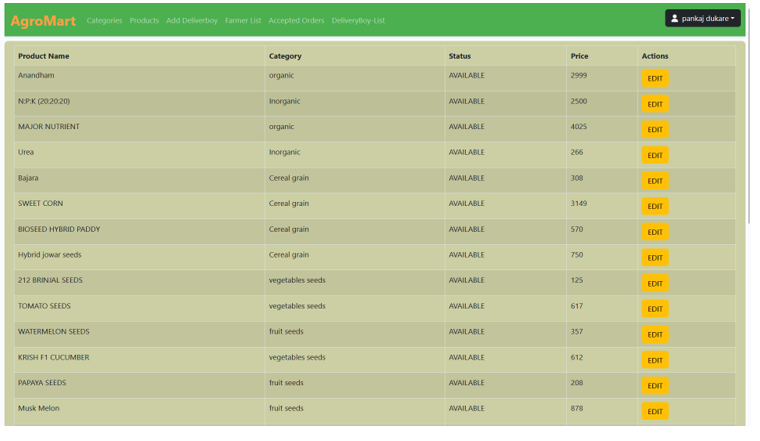 AgroMart Categories Products Add Deliverboy Farmer List Accepted Orders DeliveryBoy-List pankaj dukare
Product Name Category Status Price Actions
Anandham organic AVAILABLE 2999 EDIT
N:P:K (20:20:20) Inorganic AVAILABLE 2500 EDIT
MAJOR NUTRIENT organic AVAILABLE 4025 EDIT
Urea Inorganic AVAILABLE 266 EDIT
Bajara Cereal grain AVAILABLE 308 EDIT
SWEET CORN Cereal grain AVAILABLE 3149 EDIT
BIOSEED HYBRID PADDY Cereal grain AVAILABLE 570 EDIT
Hybrid jowar seeds Cereal grain AVAILABLE 750 EDIT
212 BRINJAL SEEDS vegetables seeds AVAILABLE 125 EDIT
TOMATO SEEDS vegetables seeds AVAILABLE 617 EDIT
WATERMELON SEEDS fruit seeds AVAILABLE 357 EDIT
KRISH F1 CUCUMBER vegetables seeds AVAILABLE 612 EDIT
PAPAYA SEEDS fruit seeds AVAILABLE 208 EDIT
Musk Melon fruit seeds AVAILABLE 878 EDIT